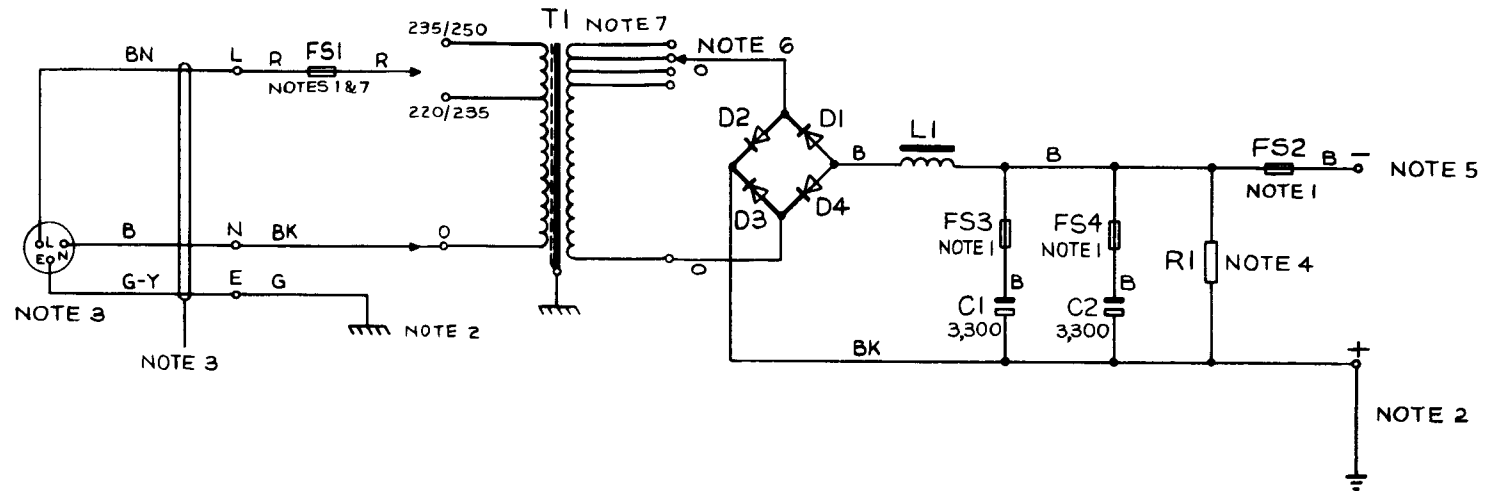 235/250
T1
NOTE 7
BN
L
R
FS1
R
NOTE 6
NOTES 1&7
O
220/235
D2
D1
L1
B
B
FS2
B
−
NOTE 5
NOTE 1
D3
D4
FS3
NOTE 1
FS4
NOTE 1
L
N
E
B
N
BK
O
R1
NOTE 4
O
G-Y
E
G
B
B
NOTE 3
C1
3,300
C2
3,300
NOTE 2
NOTE 3
BK
+
NOTE 2